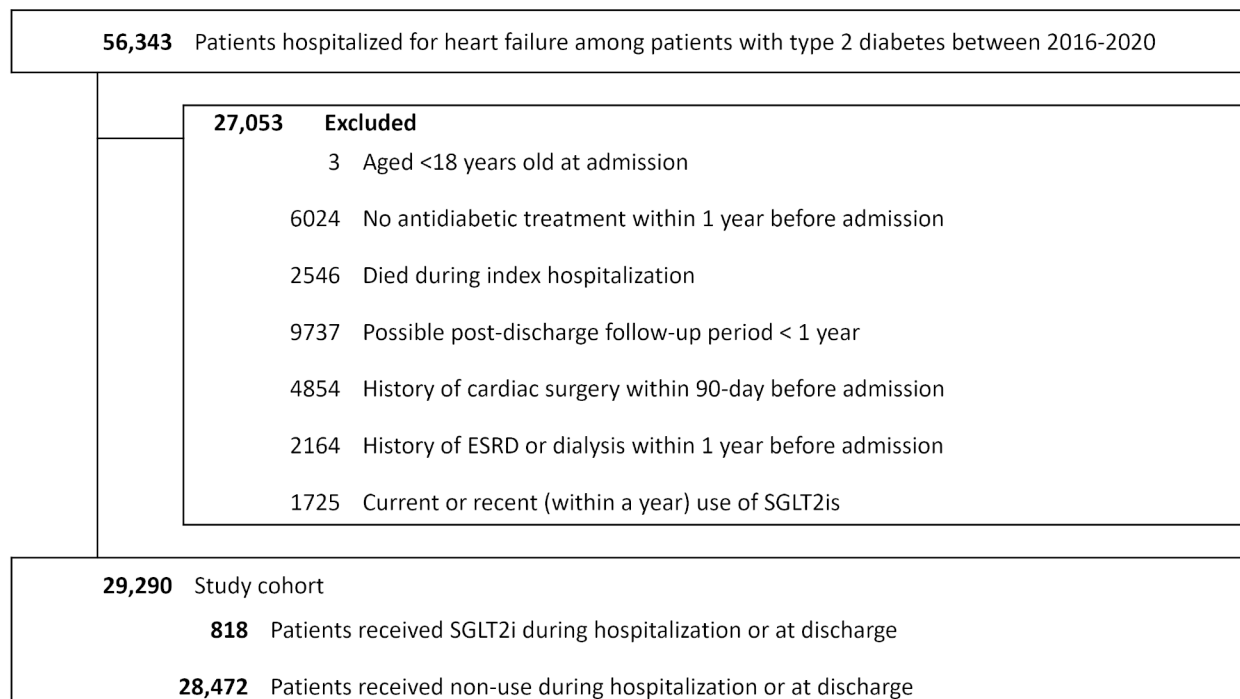 56,343 Patients hospitalized for heart failure among patients with type 2 diabetes between 2016-2020
27,053 Excluded
3 Aged <18 years old at admission
6024 No antidiabetic treatment within 1 year before admission
2546 Died during index hospitalization
9737 Possible post-discharge follow-up period < 1 year
4854 History of cardiac surgery within 90-day before admission
2164 History of ESRD or dialysis within 1 year before admission
1725 Current or recent (within a year) use of SGLT2is
29,290 Study cohort
818 Patients received SGLT2i during hospitalization or at discharge
28,472 Patients received non-use during hospitalization or at discharge